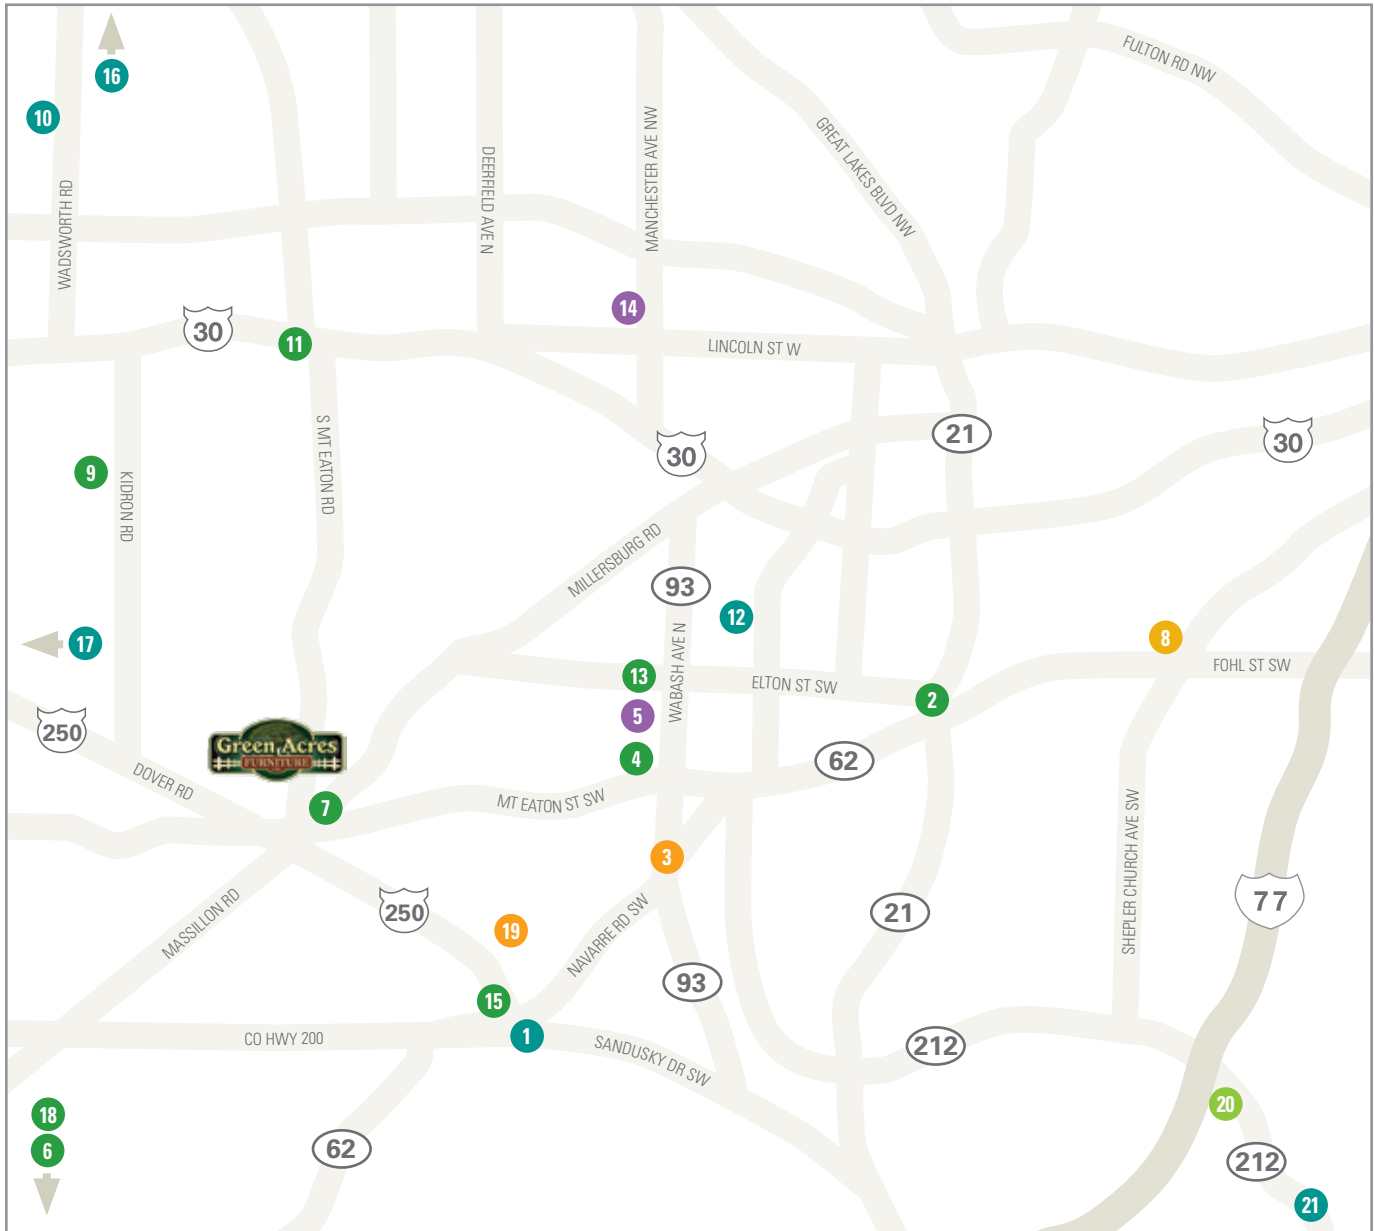 FULTON RD NW
16
10
GREAT LAKES BLVD NW
MANCHESTER AVE NW
DEERFIELD AVE N
WADSWORTH RD
14
30
11
LINCOLN ST W
S MT EATON RD
21
30
30
9
KIDRON RD
MILLERSBURG RD
93
12
17
8
FOHL ST SW
WABASH AVE N
13
ELTON ST SW
2
5
250
Green Acres
FURNITURE
4
62
DOVER RD
7
MT EATON ST SW
SHEPLER CHURCH AVE SW
3
77
MASSILLON RD
250
21
19
NAVARRE RD SW
93
15
1
CO HWY 200
SANDUSKY DR SW
212
18
6
62
20
212
21